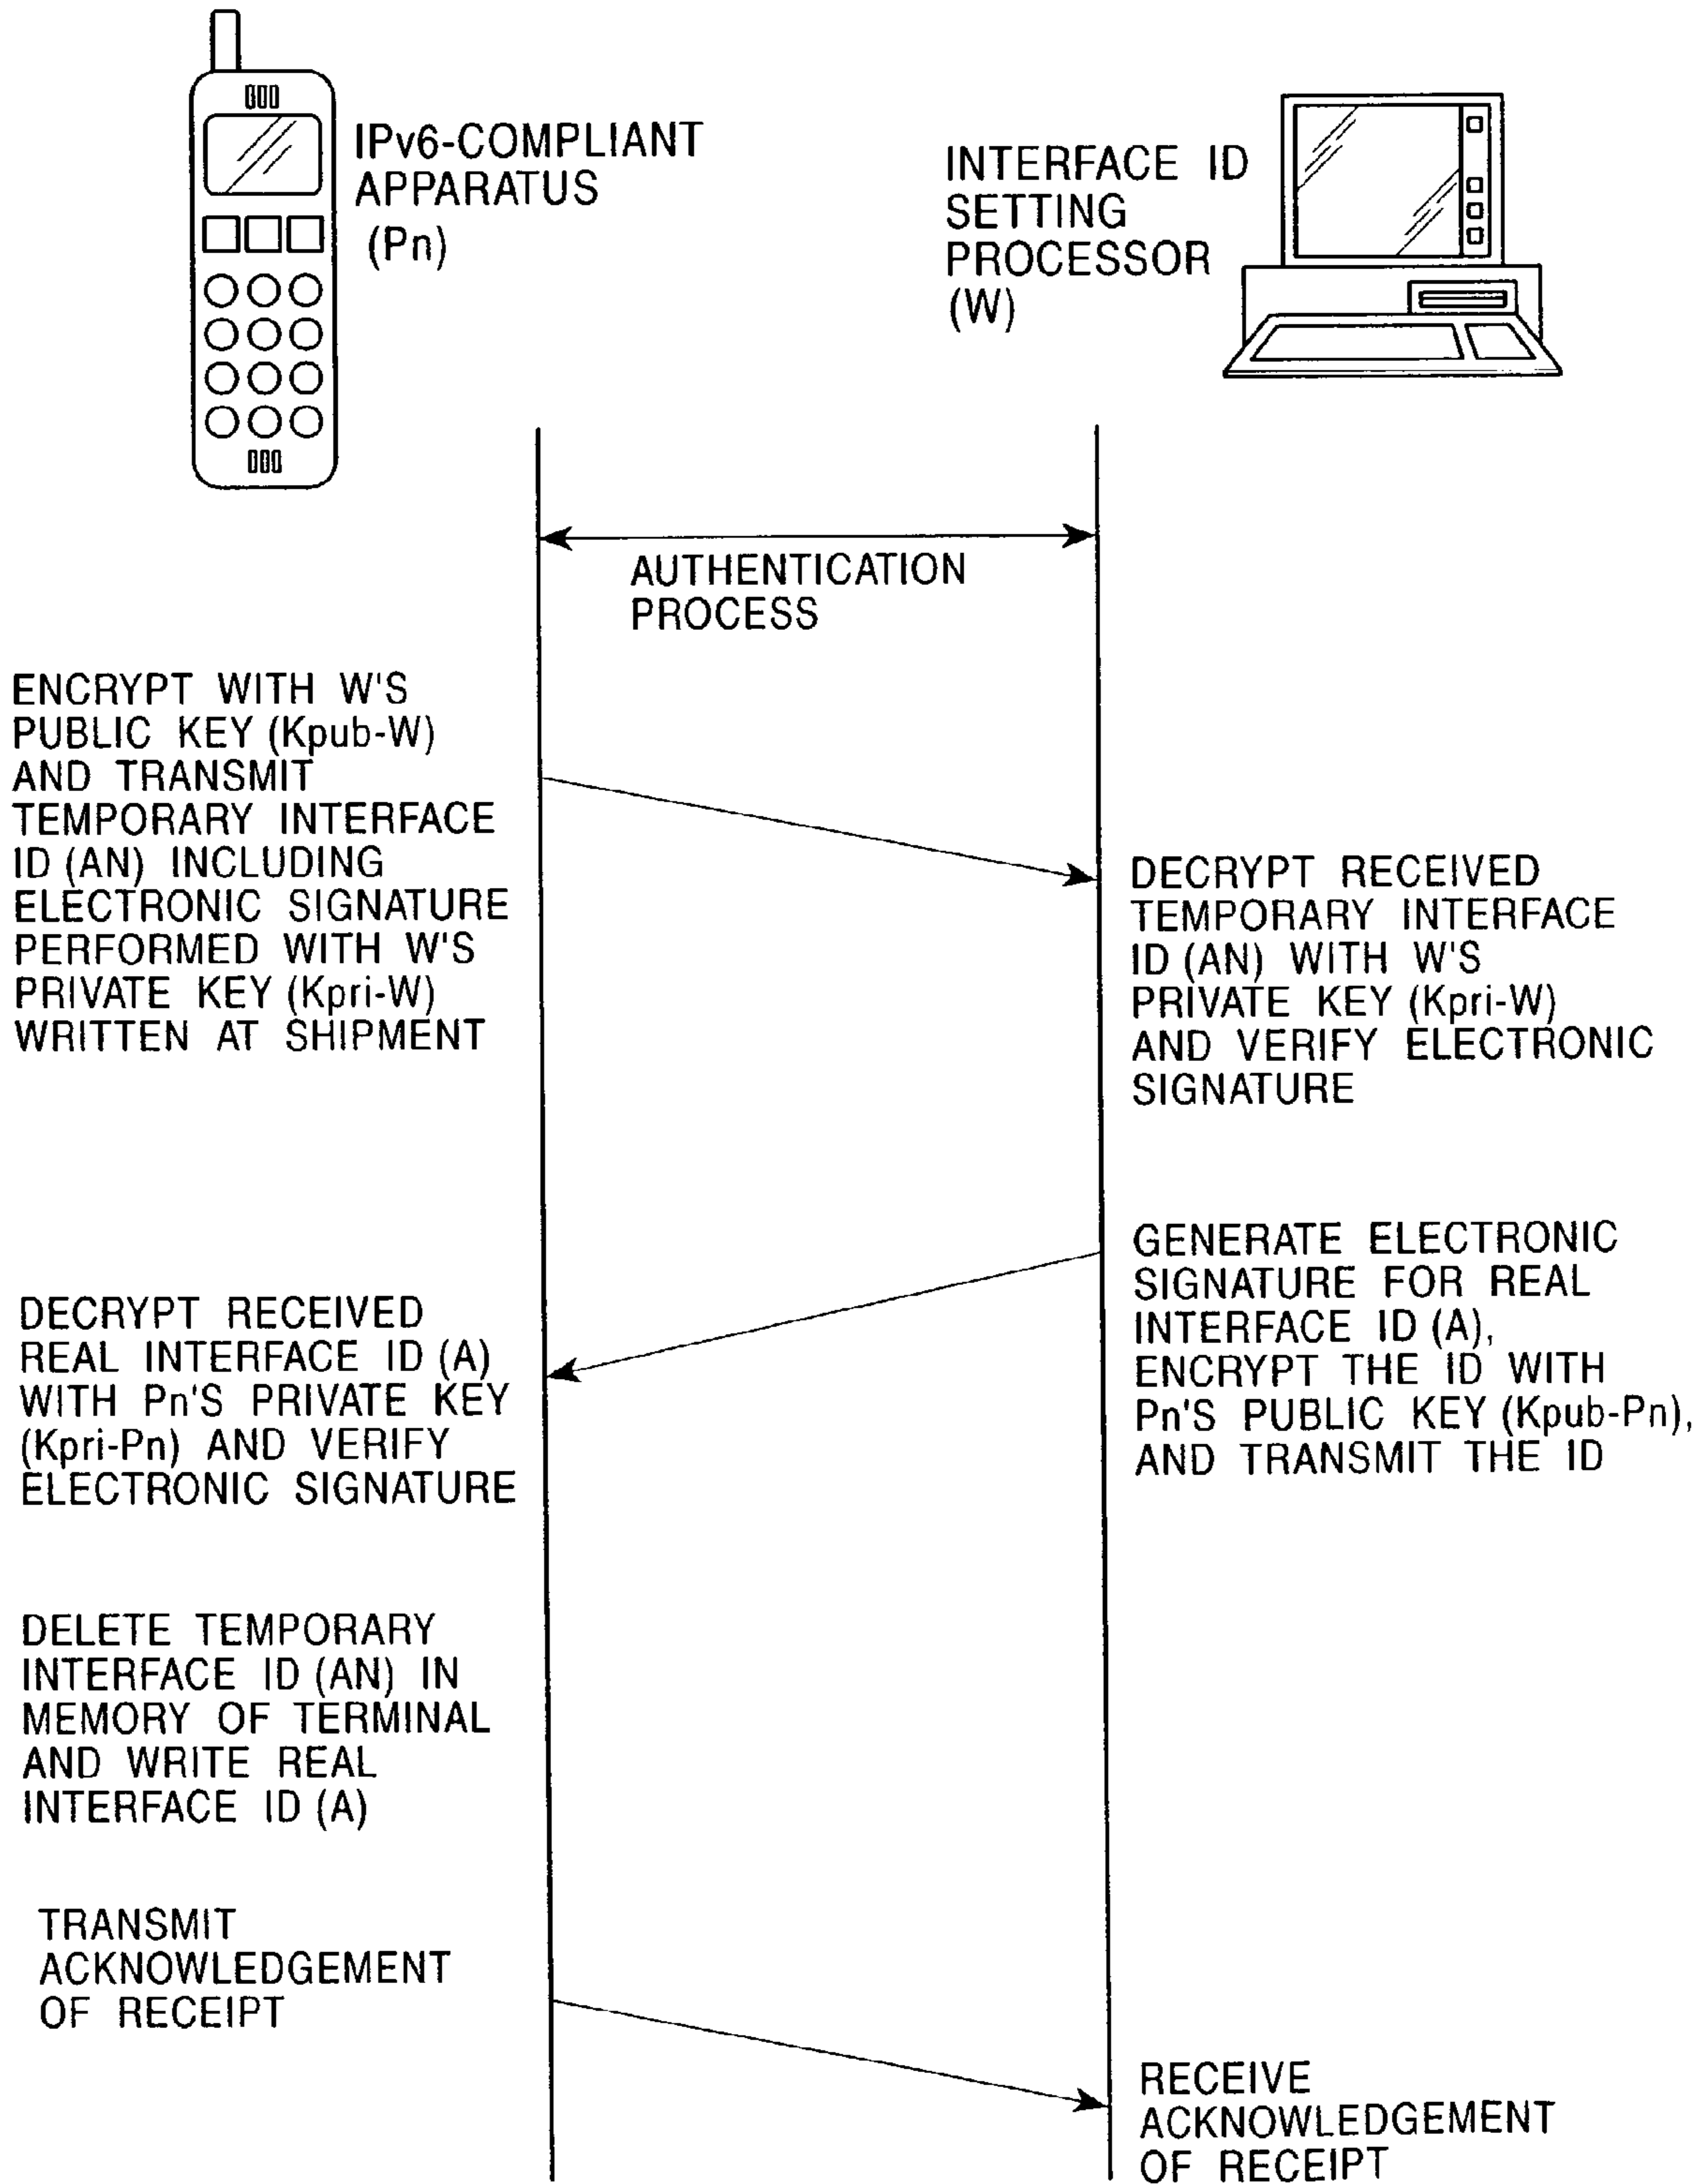 IPv6-COMPLIANT
APPARATUS
(Pn)
INTERFACE ID
SETTING
PROCESSOR
(W)
AUTHENTICATION
PROCESS
ENCRYPT WITH W'S
PUBLIC KEY (Kpub-W)
AND TRANSMIT
TEMPORARY INTERFACE
ID (AN) INCLUDING
ELECTRONIC SIGNATURE
PERFORMED WITH W'S
PRIVATE KEY (Kpri-W)
WRITTEN AT SHIPMENT
DECRYPT RECEIVED
TEMPORARY INTERFACE
ID (AN) WITH W'S
PRIVATE KEY (Kpri-W)
AND VERIFY ELECTRONIC
SIGNATURE
GENERATE ELECTRONIC
SIGNATURE FOR REAL
INTERFACE ID (A),
ENCRYPT THE ID WITH
Pn'S PUBLIC KEY (Kpub-Pn),
AND TRANSMIT THE ID
DECRYPT RECEIVED
REAL INTERFACE ID (A)
WITH Pn'S PRIVATE KEY
(Kpri-Pn) AND VERIFY
ELECTRONIC SIGNATURE
DELETE TEMPORARY
INTERFACE ID (AN) IN
MEMORY OF TERMINAL
AND WRITE REAL
INTERFACE ID (A)
TRANSMIT
ACKNOWLEDGEMENT
OF RECEIPT
RECEIVE
ACKNOWLEDGEMENT
OF RECEIPT